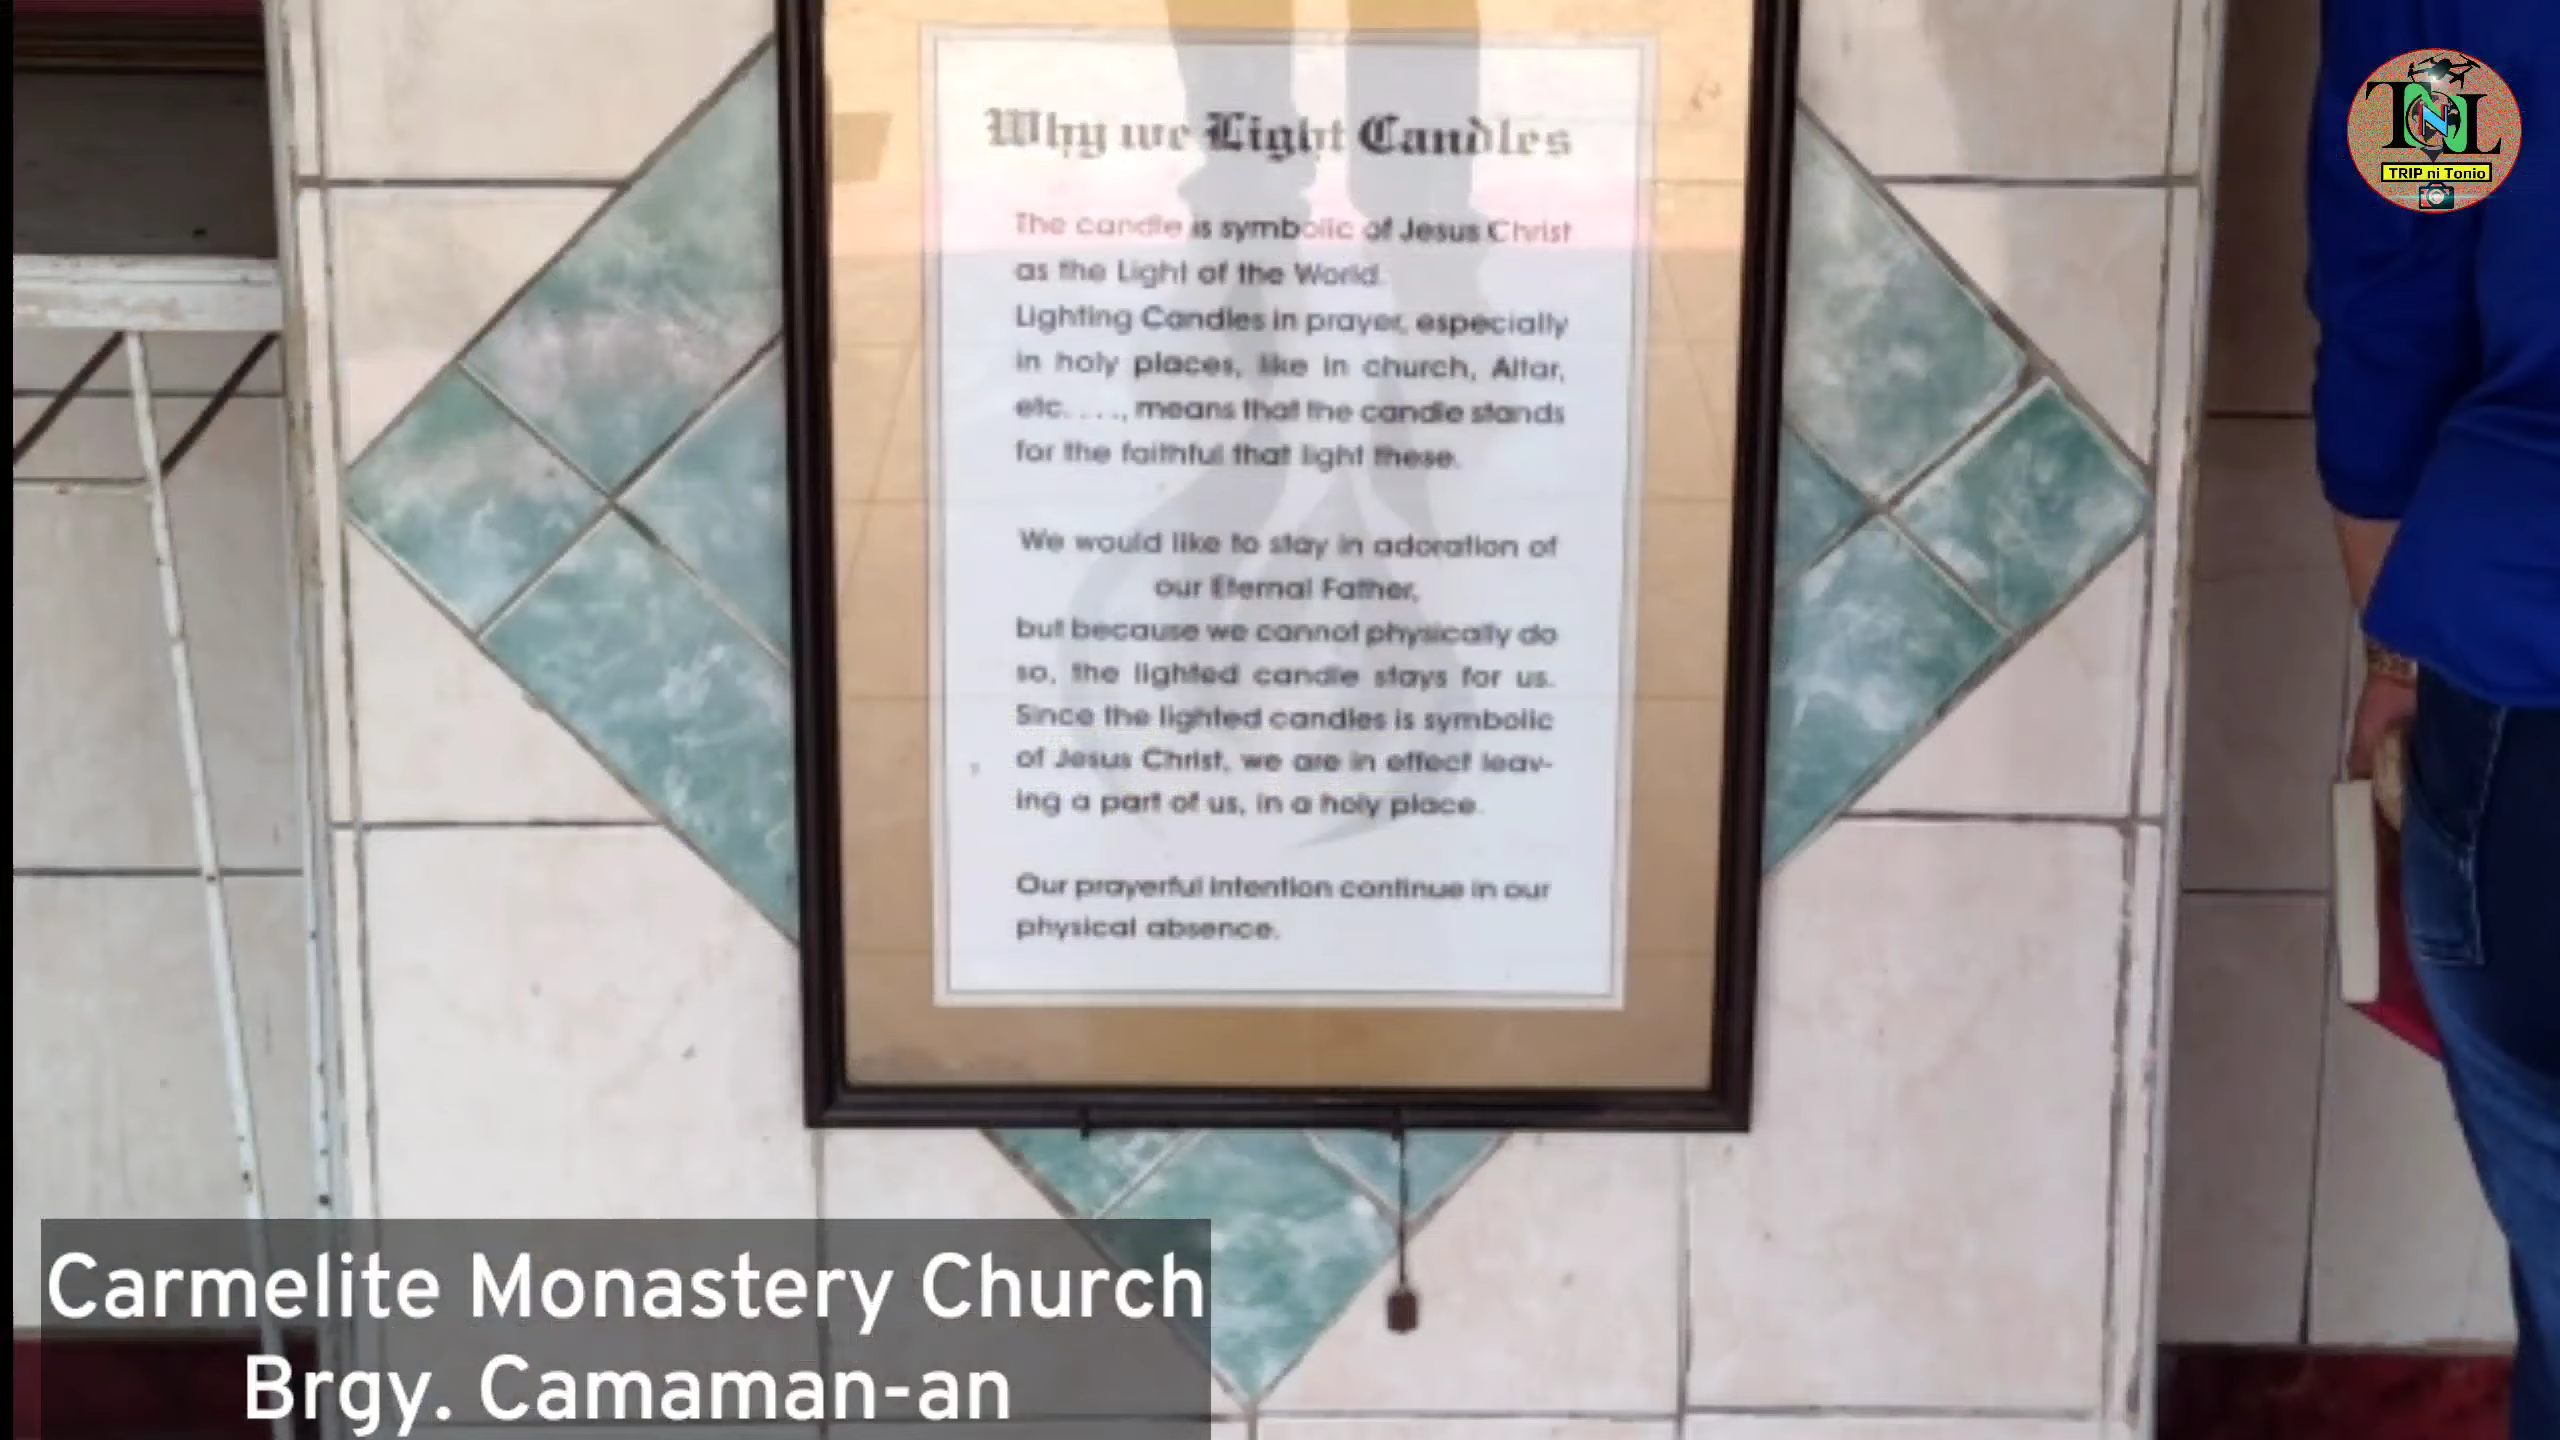 Why we Light Candles
The candle is symbolic of Jesus Christ
as the Light of the World.
Lighting Candles in prayer, especially
in holy places, like in church, Altar,
etc. . . ., means that the candle stands
for the faithful that light these.
We would like to stay in adoration of
our Eternal Father,
but because we cannot physically do
so, the lighted candle stays for us.
Since the lighted candles is symbolic
of Jesus Christ, we are in effect leav-
ing a part of us, in a holy place.
Our prayerful intention continue in our
physical absence.
TNL
TRIP ni Tonio
Carmelite Monastery Church
Brgy. Camaman-an